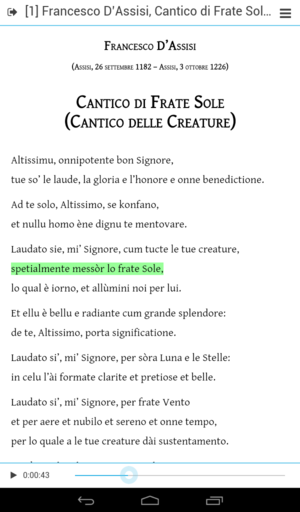 [1] Francesco D'Assisi, Cantico di Frate Sol...
Francesco D'Assisi
(Assisi, 26 settembre 1182 – Assisi, 3 ottobre 1226)
Cantico di Frate Sole
(Cantico delle Creature)
Altissimu, onnipotente bon Signore,
tue so' le laude, la gloria e l'honore e onne benedictione.
Ad te solo, Altissimo, se konfano,
et nullu homo ène dignu te mentovare.
Laudato sie, mi' Signore, cum tucte le tue creature,
spetialmente messòr lo frate Sole,
lo qual è iorno, et allùmini noi per lui.
Et ellu è bellu e radiante cum grande splendore:
de te, Altissimo, porta significatione.
Laudato si', mi' Signore, per sòra Luna e le Stelle:
in celu l'ài formate clarite et pretiose et belle.
Laudato si', mi' Signore, per frate Vento
et per aere et nubilo et sereno et onne tempo,
per lo quale a le tue creature dài sustentamento.
0:00:43